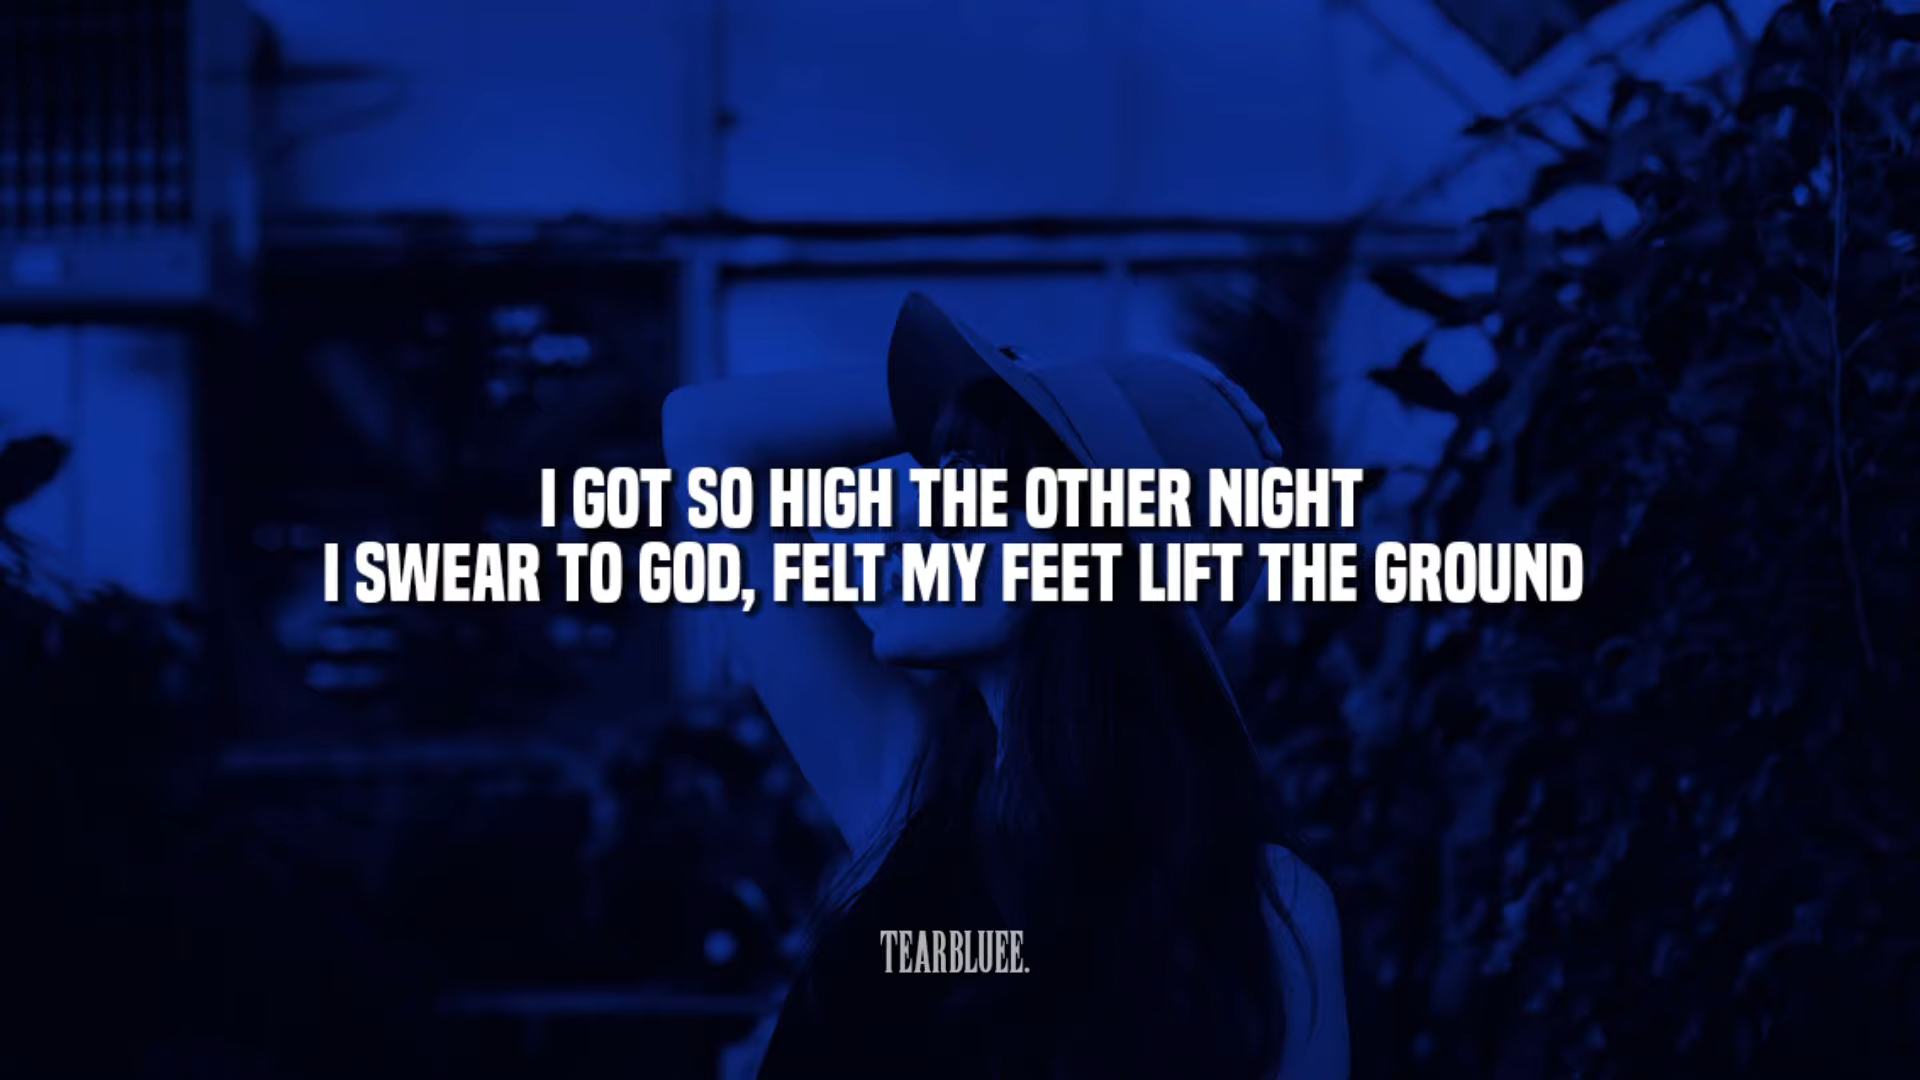 I GOT SO HIGH THE OTHER NIGHT
I SWEAR TO GOD, FELT MY FEET LIFT THE GROUND
TEARBLUEE.